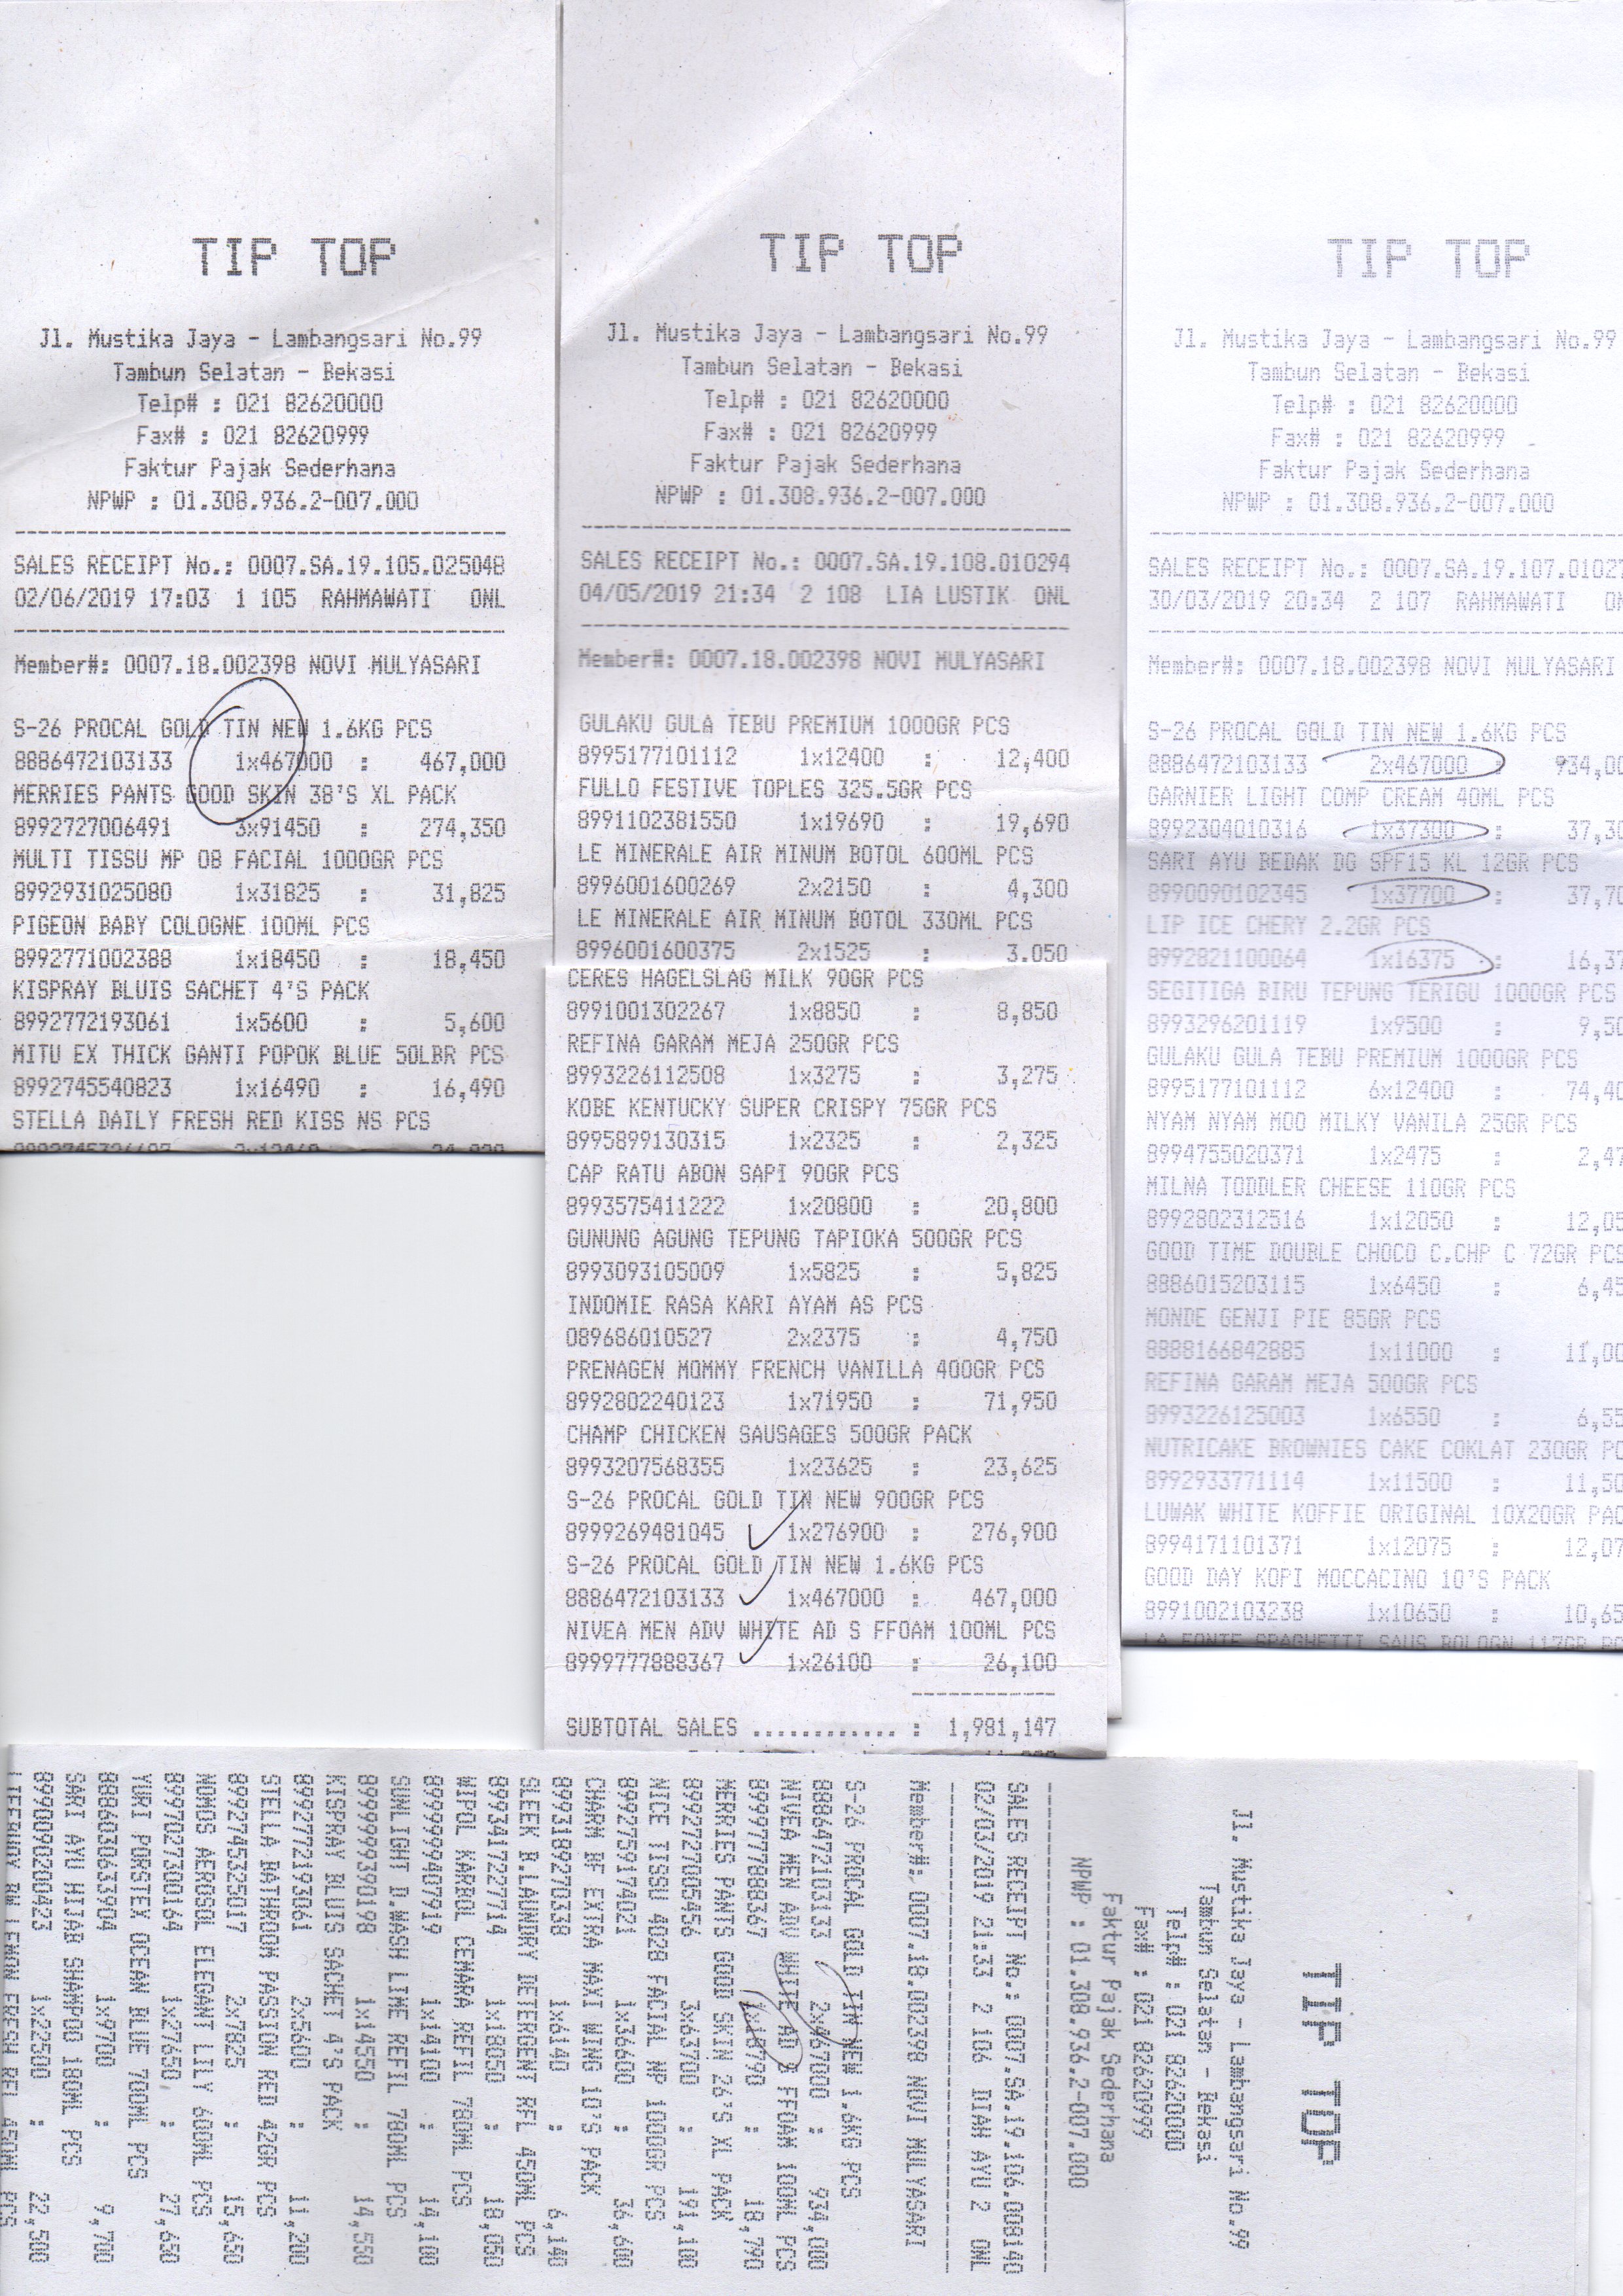 TIP TOP
Jl. Mustika Jaya - Lambangsari No.99
Tambun Selatan - Bekasi
Telp# : 021 82620000
Fax# : 021 82620999
Faktur Pajak Sederhana
NPWP : 01.308.936.2-007.000
SALES RECEIPT No.: 0007.SA.19.105.025048
02/06/2019 17:03 1 105 RAHMAWATI ONL
Member#: 0007.18.002398 NOVI MULYASARI
S-26 PROCAL GOLD TIN NEW 1.6KG PCS
8886472103133 1x467000 : 467,000
MERRIES PANTS GOOD SKIN 38'S XL PACK
8992727006491 3x91450 : 274,350
MULTI TISSU MP 08 FACIAL 1000GR PCS
8992931025080 1x31825 : 31,825
PIGEON BABY COLOGNE 100ML PCS
8992771002388 1x18450 : 18,450
KISPRAY BLUIS SACHET 4'S PACK
8992772193061 1x5600 : 5,600
MITU EX THICK GANTI POPOK BLUE 50LBR PCS
8992745540823 1x16490 : 16,490
STELLA DAILY FRESH RED KISS NS PCS
TIP TOP
Jl. Mustika Jaya - Lambangsari No.99
Tambun Selatan - Bekasi
Telp# : 021 82620000
Fax# : 021 82620999
Faktur Pajak Sederhana
NPWP : 01.308.936.2-007.000
SALES RECEIPT No.: 0007.SA.19.108.010294
04/05/2019 21:34 2 108 LIA LUSTIK ONL
Member#: 0007.18.002398 NOVI MULYASARI
GULAKU GULA TEBU PREMIUM 1000GR PCS
8995177101112 1x12400 : 12,400
FULLO FESTIVE TOPLES 325.5GR PCS
8991102381550 1x19690 : 19,690
LE MINERALE AIR MINUM BOTOL 600ML PCS
8996001600269 2x2150 : 4,300
LE MINERALE AIR MINUM BOTOL 330ML PCS
8996001600375 2x1525 : 3.050
CERES HAGELSLAG MILK 90GR PCS
8991001302267 1x8850 : 8,850
REFINA GARAM MEJA 250GR PCS
8993226112508 1x3275 : 3,275
KOBE KENTUCKY SUPER CRISPY 75GR PCS
8995899130315 1x2325 : 2,325
CAP RATU ABON SAPI 90GR PCS
8993575411222 1x20800 : 20,800
GUNUNG AGUNG TEPUNG TAPIOKA 500GR PCS
8993093105009 1x5825 : 5,825
INDOMIE RASA KARI AYAM AS PCS
089686010527 2x2375 : 4,750
PRENAGEN MOMMY FRENCH VANILLA 400GR PCS
8992802240123 1x71950 : 71,950
CHAMP CHICKEN SAUSAGES 500GR PACK
8993207568355 1x23625 : 23,625
S-26 PROCAL GOLD TIN NEW 900GR PCS
8999269481045 1x276900 : 276,900
S-26 PROCAL GOLD TIN NEW 1.6KG PCS
8886472103133 1x467000 : 467,000
NIVEA MEN ADV WHITE AD S FFOAM 100ML PCS
8999777888367 1x26100 : 26,100
SUBTOTAL SALES ............ : 1,981,147
TIP TOP
Jl. Mustika Jaya - Lambangsari No.99
Tambun Selatan - Bekasi
Telp# : 021 82620000
Fax# : 021 82620999
Faktur Pajak Sederhana
NPWP : 01.308.936.2-007.000
SALES RECEIPT No.: 0007.SA.19.107.0102
30/03/2019 20:34 2 107 RAHMAWATI ON
Member#: 0007.18.002398 NOVI MULYASARI
S-26 PROCAL GOLD TIN NEW 1.6KG PCS
8886472103133 2x467000 : 934,00
GARNIER LIGHT COMP CREAM 40ML PCS
8992304010316 1x37300 : 37,30
SARI AYU BEDAK DG SPF15 KL 12GR PCS
8990090102345 1x37700 : 37,70
LIP ICE CHERY 2.2GR PCS
8992821100064 1x16375 : 16,37
SEGITIGA BIRU TEPUNG TERIGU 1000GR PCS
8993296201119 1x9500 : 9,50
GULAKU GULA TEBU PREMIUM 1000GR PCS
8995177101112 6x12400 : 74,40
NYAM NYAM MOO MILKY VANILA 25GR PCS
8994755020371 1x2475 : 2,47
MILNA TODDLER CHEESE 110GR PCS
8992802312516 1x12050 : 12,05
GOOD TIME DOUBLE CHOCO C.CHP C 72GR PCS
8886015203115 1x6450 : 6,45
MONDE GENJI PIE 85GR PCS
8888166842885 1x11000 : 11,00
REFINA GARAM MEJA 500GR PCS
8993226125003 1x6550 : 6,55
NUTRICAKE BROWNIES CAKE COKLAT 230GR PC
8992933771114 1x11500 : 11,50
LUWAK WHITE KOFFIE ORIGINAL 10X20GR PAC
8994171101371 1x12075 : 12,07
GOOD DAY KOPI MOCCACINO 10'S PACK
8991002103238 1x10650 : 10,65
LA FONTE SPAGHETTI SAUS BOLOGN 117GR
TIP TOP
Jl. Mustika Jaya - Lambangsari No.99
Tambun Selatan - Bekasi
Telp# : 021 82620000
Fax# : 021 82620999
Faktur Pajak Sederhana
NPWP : 01.308.936.2-007.000
SALES RECEIPT No.: 0007.SA.19.106.008140
02/03/2019 21:33 2 106 DIAH AYU 2 ONL
Member#: 0007.18.002398 NOVI MULYASARI
S-26 PROCAL GOLD TIN NEW 1.6KG PCS
8886472103133 2x467000 : 934,000
NIVEA MEN ADV WHITE AD S FFOAM 100ML PCS
8999777888367 1x18790 : 18,790
MERRIES PANTS GOOD SKIN 26'S XL PACK
8992727005456 3x63700 : 191,100
NICE TISSU 4028 FACIAL NP 1000GR PCS
8992759174021 1x36600 : 36,600
CHARM BF EXTRA MAXI WING 10'S PACK
8993189270338 1x6140 : 6,140
SLEEK B.LAUNDRY DETERGENT RFL 450ML PCS
8993417227714 1x18050 : 18,050
WIPOL KARBOL CEMARA REFIL 780ML PCS
8999999407919 1x14100 : 14,100
SUNLIGHT D.WASH LIME REFIL 780ML PCS
8999999390198 1x14550 : 14,550
KISPRAY BLUIS SACHET 4'S PACK
8992772193061 2x5600 : 11,200
STELLA BATHROOM PASSION RED 42GR PCS
8992745325017 2x7825 : 15,650
NOMOS AEROSOL ELEGANT LILY 600ML PCS
8997027300164 1x27650 : 27,650
YURI PORSTEX OCEAN BLUE 700ML PCS
8886030633904 1x9700 : 9,700
SARI AYU HIJAB SHAMPOO 180ML PCS
8990090200423 1x22500 : 22,500
LIFEBUOY BW LEMON FRESH RFL 450ML PCS